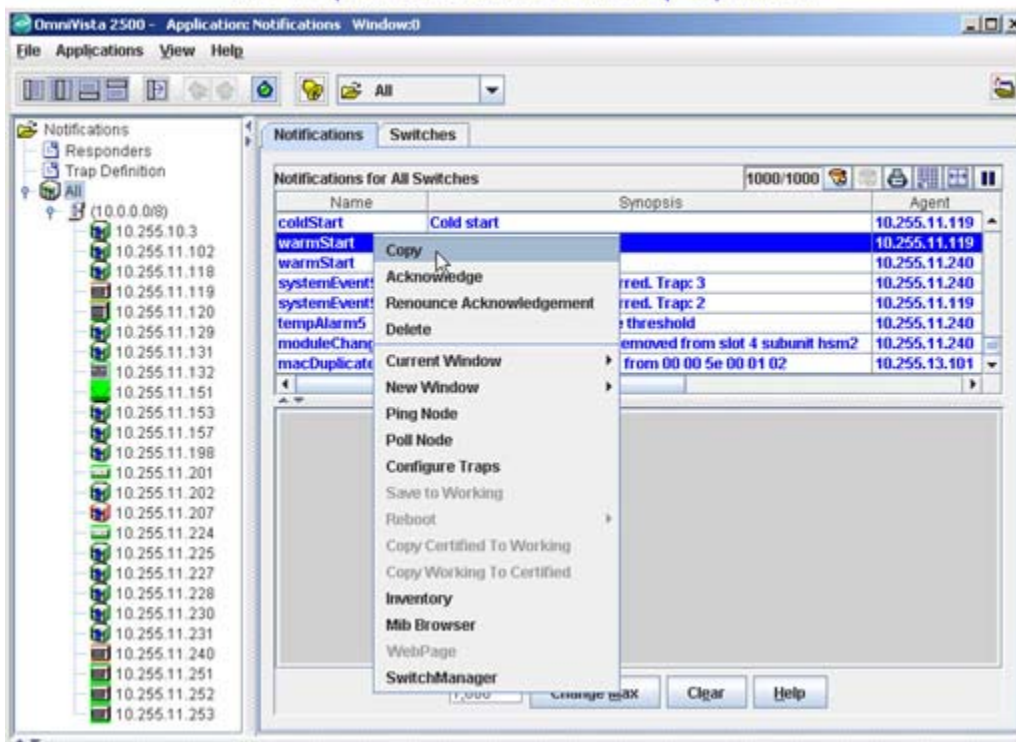 OmniVista 2500 - Application: Notifications Window:0
File Applications View Help
All
Notifications
Responders
Trap Definition
All
(10.0.0.0/8)
10.255.10.3
10.255.11.102
10.255.11.118
10.255.11.119
10.255.11.120
10.255.11.129
10.255.11.131
10.255.11.132
10.255.11.151
10.255.11.153
10.255.11.157
10.255.11.198
10.255.11.201
10.255.11.202
10.255.11.207
10.255.11.224
10.255.11.225
10.255.11.227
10.255.11.228
10.255.11.230
10.255.11.231
10.255.11.240
10.255.11.251
10.255.11.252
10.255.11.253
Notifications Switches
Notifications for All Switches 1000/1000
Name Synopsis Agent
coldStart Cold start 10.255.11.119
warmStart 10.255.11.119
warmStart 10.255.11.240
systemEvent rred. Trap: 3 10.255.11.240
systemEvent rred. Trap: 2 10.255.11.119
tempAlarm5 threshold 10.255.11.240
moduleChang emoved from slot 4 subunit hsm2 10.255.11.240
macDuplicate from 00 00 5e 00 01 02 10.255.13.101
Copy
Acknowledge
Renounce Acknowledgement
Delete
Current Window
New Window
Ping Node
Poll Node
Configure Traps
Save to Working
Reboot
Copy Certified To Working
Copy Working To Certified
Inventory
Mib Browser
WebPage
SwitchManager
Change Max Clear Help